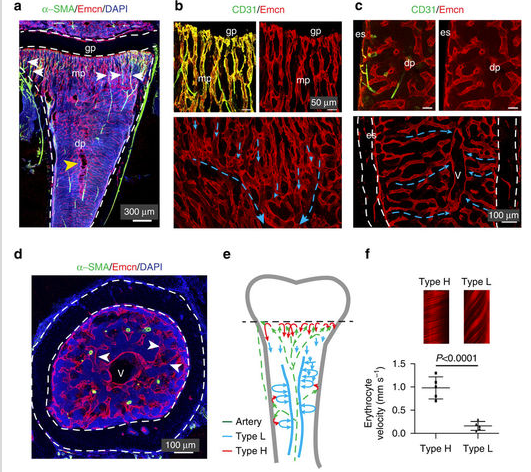 a
α-SMA/Emcn/DAPI
gp
mp
dp
300 μm
b
CD31/Emcn
gp
mp
gp
mp
50 μm
c
CD31/Emcn
es
dp
es
dp
es
V
100 μm
d
α-SMA/Emcn/DAPI
V
100 μm
e
Artery
Type L
Type H
f
Type H Type L
P<0.0001
Erythrocyte
velocity (mm s⁻¹)
1.5
1.0
0.5
0.0
Type H Type L